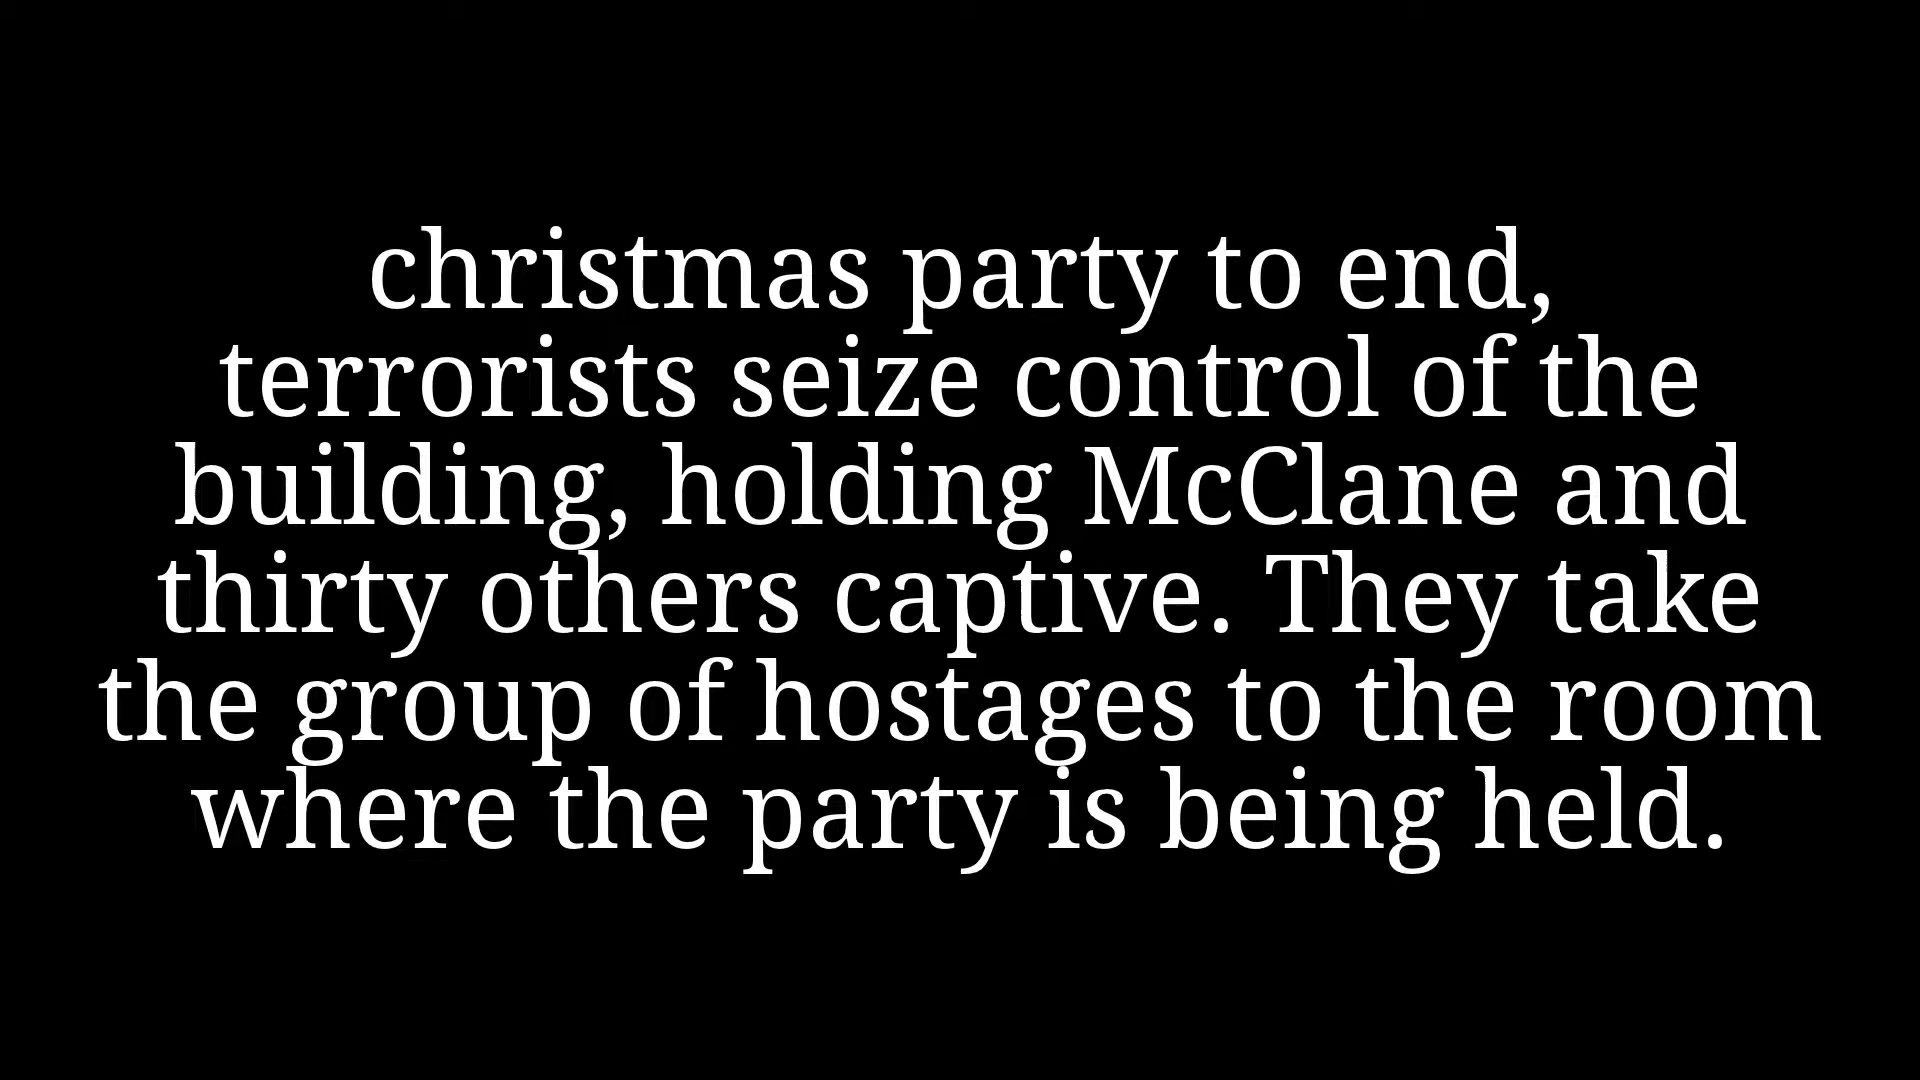 christmas party to end,
terrorists seize control of the
building, holding McClane and
thirty others captive. They take
the group of hostages to the room
where the party is being held.